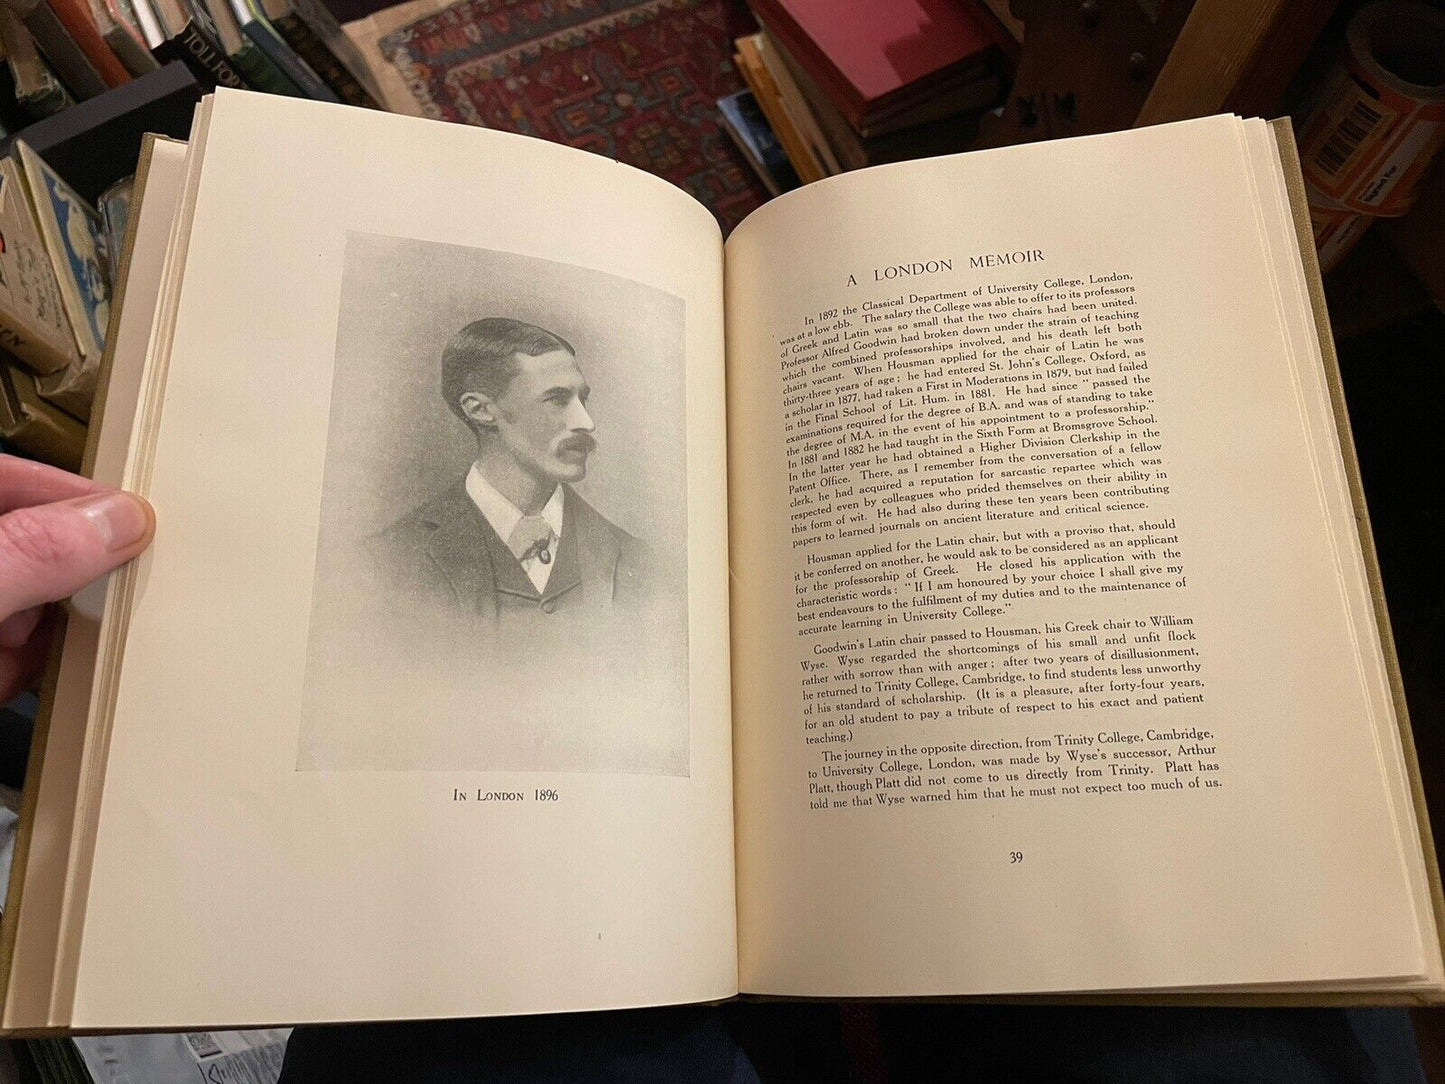 TOLL FOR
IN LONDON 1896
A LONDON MEMOIR
In 1892 the Classical Department of University College, London,
was at a low ebb. The salary the College was able to offer to its professors
of Greek and Latin was so small that the two chairs had been united.
Professor Alfred Goodwin had broken down under the strain of teaching
which the combined professorships involved, and his death left both
chairs vacant. When Housman applied for the chair of Latin he was
thirty-three years of age; he had entered St. John's College, Oxford, as
a scholar in 1877, had taken a First in Moderations in 1879, but had failed
in the Final School of Lit. Hum. in 1881. He had since " passed the
examinations required for the degree of B.A. and was of standing to take
the degree of M.A. in the event of his appointment to a professorship."
In 1881 and 1882 he had taught in the Sixth Form at Bromsgrove School.
In the latter year he had obtained a Higher Division Clerkship in the
Patent Office. There, as I remember from the conversation of a fellow
clerk, he had acquired a reputation for sarcastic repartee which was
respected even by colleagues who prided themselves on their ability in
this form of wit. He had also during these ten years been contributing
papers to learned journals on ancient literature and critical science.
Housman applied for the Latin chair, but with a proviso that, should
it be conferred on another, he would ask to be considered as an applicant
for the professorship of Greek. He closed his application with the
characteristic words: " If I am honoured by your choice I shall give my
best endeavours to the fulfilment of my duties and to the maintenance of
accurate learning in University College."
Goodwin's Latin chair passed to Housman, his Greek chair to William
Wyse. Wyse regarded the shortcomings of his small and unfit flock
rather with sorrow than with anger; after two years of disillusionment,
he returned to Trinity College, Cambridge, to find students less unworthy
of his standard of scholarship. (It is a pleasure, after forty-four years,
for an old student to pay a tribute of respect to his exact and patient
teaching.)
The journey in the opposite direction, from Trinity College, Cambridge,
to University College, London, was made by Wyse's successor, Arthur
Platt, though Platt did not come to us directly from Trinity. Platt has
told me that Wyse warned him that he must not expect too much of us.
39